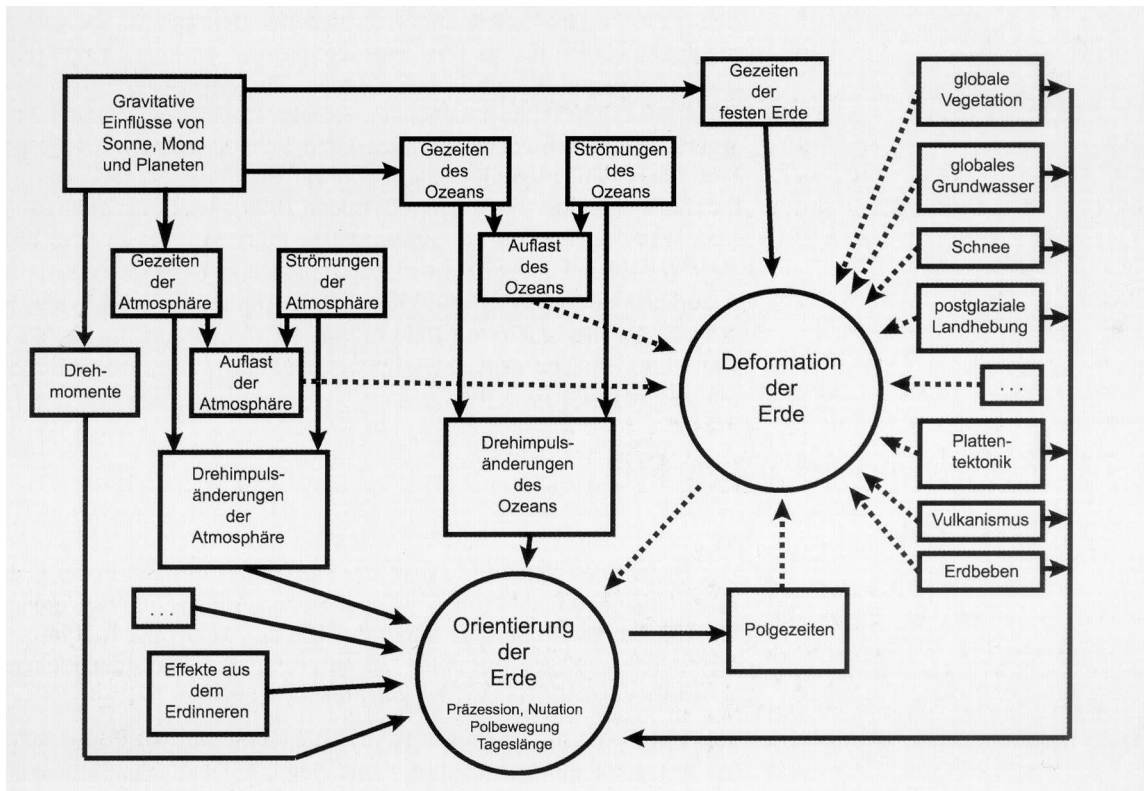 Gravitative
Einflüsse von
Sonne, Mond
und Planeten
Gezeiten
der
festen Erde
globale
Vegetation
Gezeiten
des
Ozeans
Strömungen
des
Ozeans
globales
Grundwasser
Auflast
des
Ozeans
Schnee
Gezeiten
der
Atmosphäre
Strömungen
der
Atmosphäre
postglaziale
Landhebung
Dreh-
momente
Auflast
der
Atmosphäre
Deformation
der
Erde
. . .
Drehimpuls-
änderungen
des
Ozeans
Platten-
tektonik
Drehimpuls-
änderungen
der
Atmosphäre
Vulkanismus
Erdbeben
. . .
Orientierung
der
Erde
Präzession, Nutation
Polbewegung
Tageslänge
Polgezeiten
Effekte aus
dem
Erdinneren